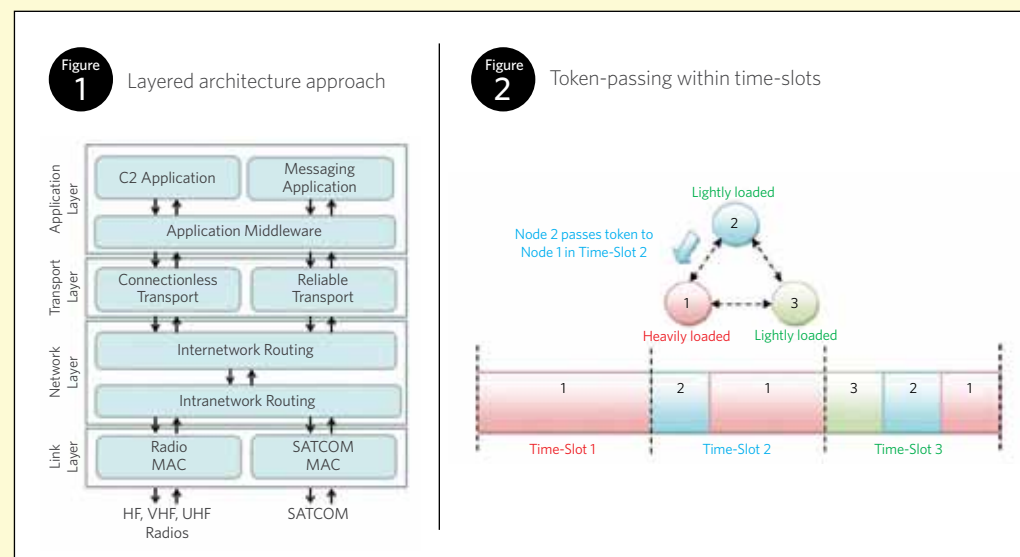 Figure
1
Layered architecture approach
Application
Layer
C2 Application
Messaging
Application
Application Middleware
Transport
Layer
Connectionless
Transport
Reliable
Transport
Network
Layer
Internetwork Routing
Intranetwork Routing
Link
Layer
Radio
MAC
SATCOM
MAC
HF, VHF, UHF
Radios
SATCOM
Figure
2
Token-passing within time-slots
Lightly loaded
2
Node 2 passes token to
Node 1 in Time-Slot 2
1
3
Heavily loaded
Lightly loaded
1
2
1
3
2
1
Time-Slot 1
Time-Slot 2
Time-Slot 3